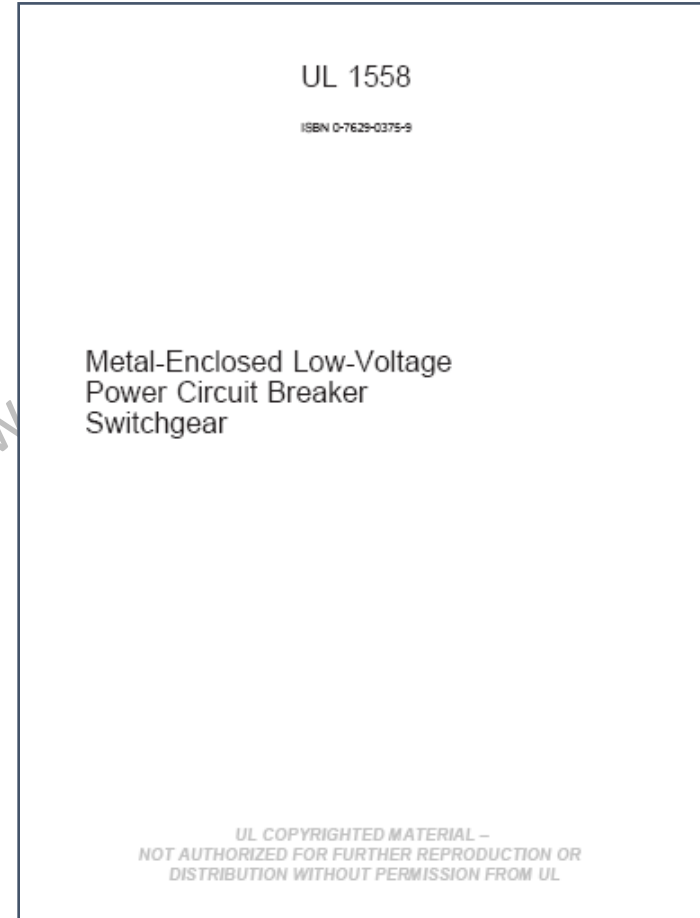 UL 1558
ISBN 0-7629-0375-9
Metal-Enclosed Low-Voltage
Power Circuit Breaker
Switchgear
UL COPYRIGHTED MATERIAL –
NOT AUTHORIZED FOR FURTHER REPRODUCTION OR
DISTRIBUTION WITHOUT PERMISSION FROM UL